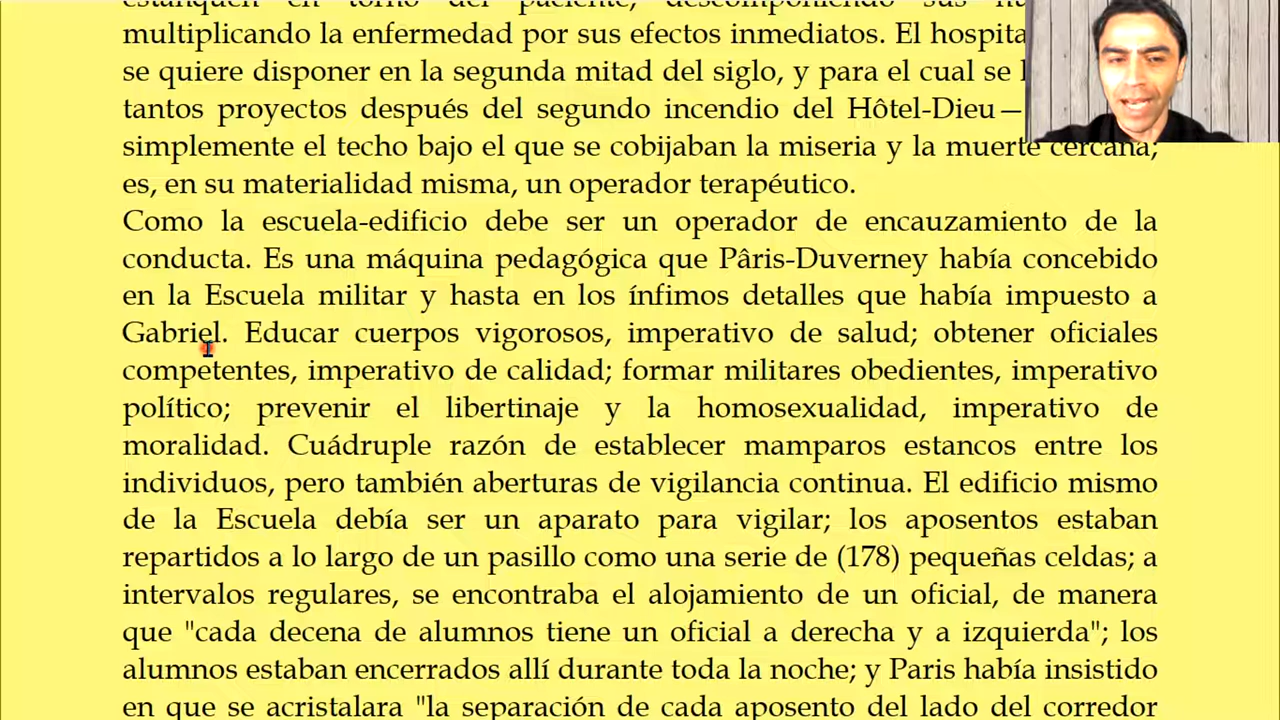 estanquen en torno del paciente, descomponiendo sus
multiplicando la enfermedad por sus efectos inmediatos. El
se quiere disponer en la segunda mitad del siglo, y para el cual se
tantos proyectos después del segundo incendio del Hôtel-Dieu—
simplemente el techo bajo el que se cobijaban la miseria y la muerte cercana;
es, en su materialidad misma, un operador terapéutico.
Como la escuela-edificio debe ser un operador de encauzamiento de la
conducta. Es una máquina pedagógica que Pâris-Duverney había concebido
en la Escuela militar y hasta en los ínfimos detalles que había impuesto a
Gabriel. Educar cuerpos vigorosos, imperativo de salud; obtener oficiales
competentes, imperativo de calidad; formar militares obedientes, imperativo
político; prevenir el libertinaje y la homosexualidad, imperativo de
moralidad. Cuádruple razón de establecer mamparos estancos entre los
individuos, pero también aberturas de vigilancia continua. El edificio mismo
de la Escuela debía ser un aparato para vigilar; los aposentos estaban
repartidos a lo largo de un pasillo como una serie de (178) pequeñas celdas; a
intervalos regulares, se encontraba el alojamiento de un oficial, de manera
que "cada decena de alumnos tiene un oficial a derecha y a izquierda"; los
alumnos estaban encerrados allí durante toda la noche; y Paris había insistido
en que se acristalara "la separación de cada aposento del lado del corredor